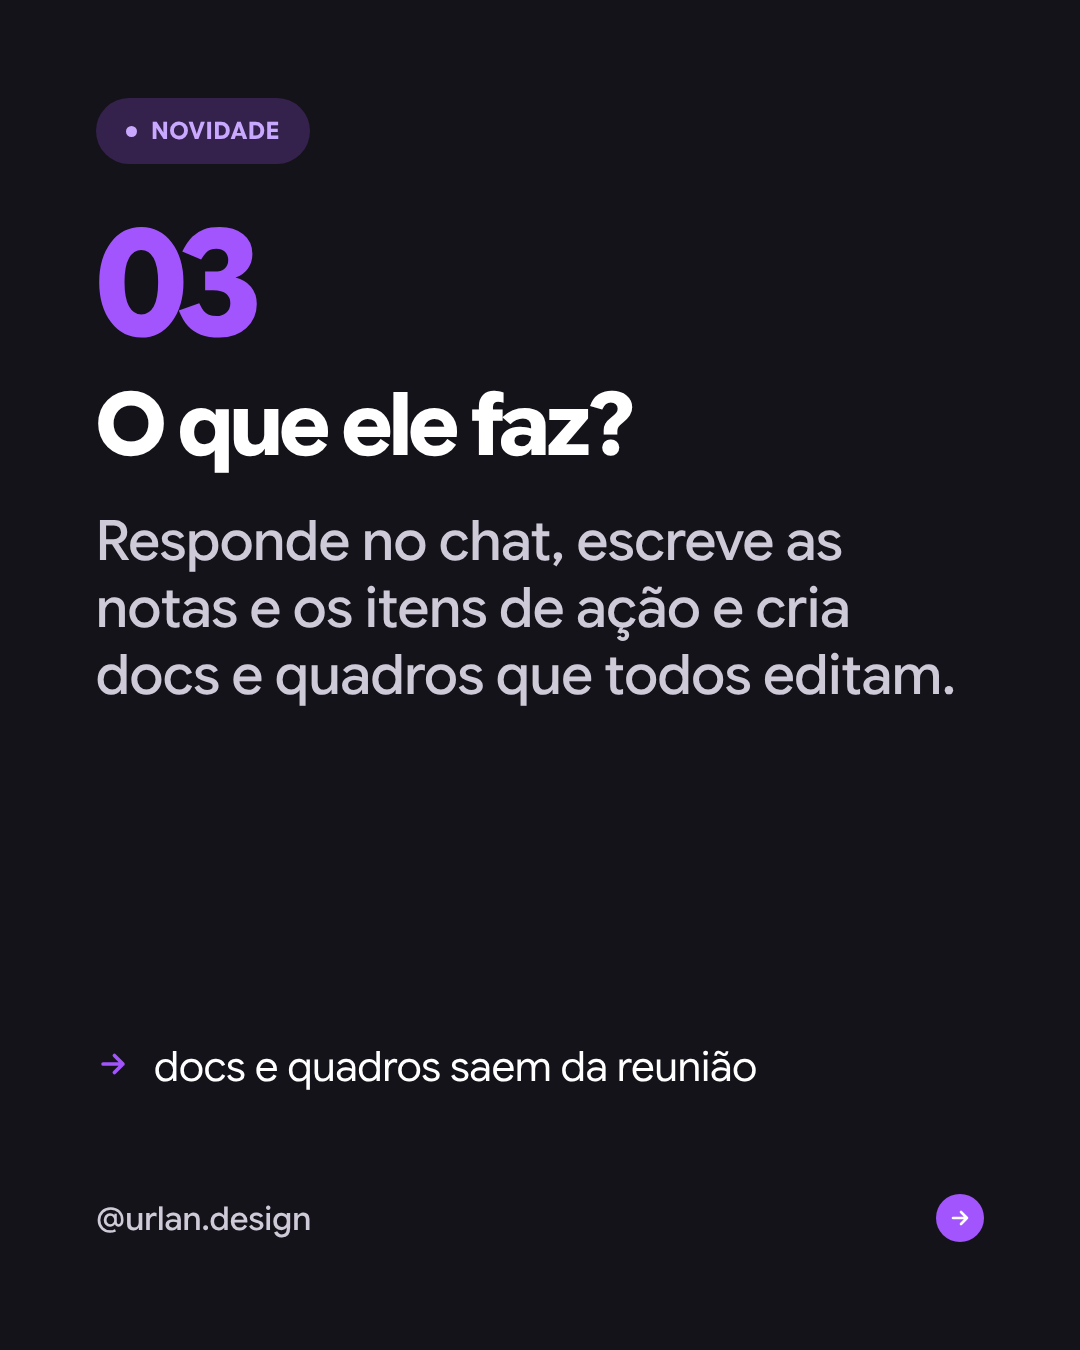 NOVIDADE
03
O que ele faz?
Responde no chat, escreve as
notas e os itens de ação e cria
docs e quadros que todos editam.
→ docs e quadros saem da reunião
@urlan.design